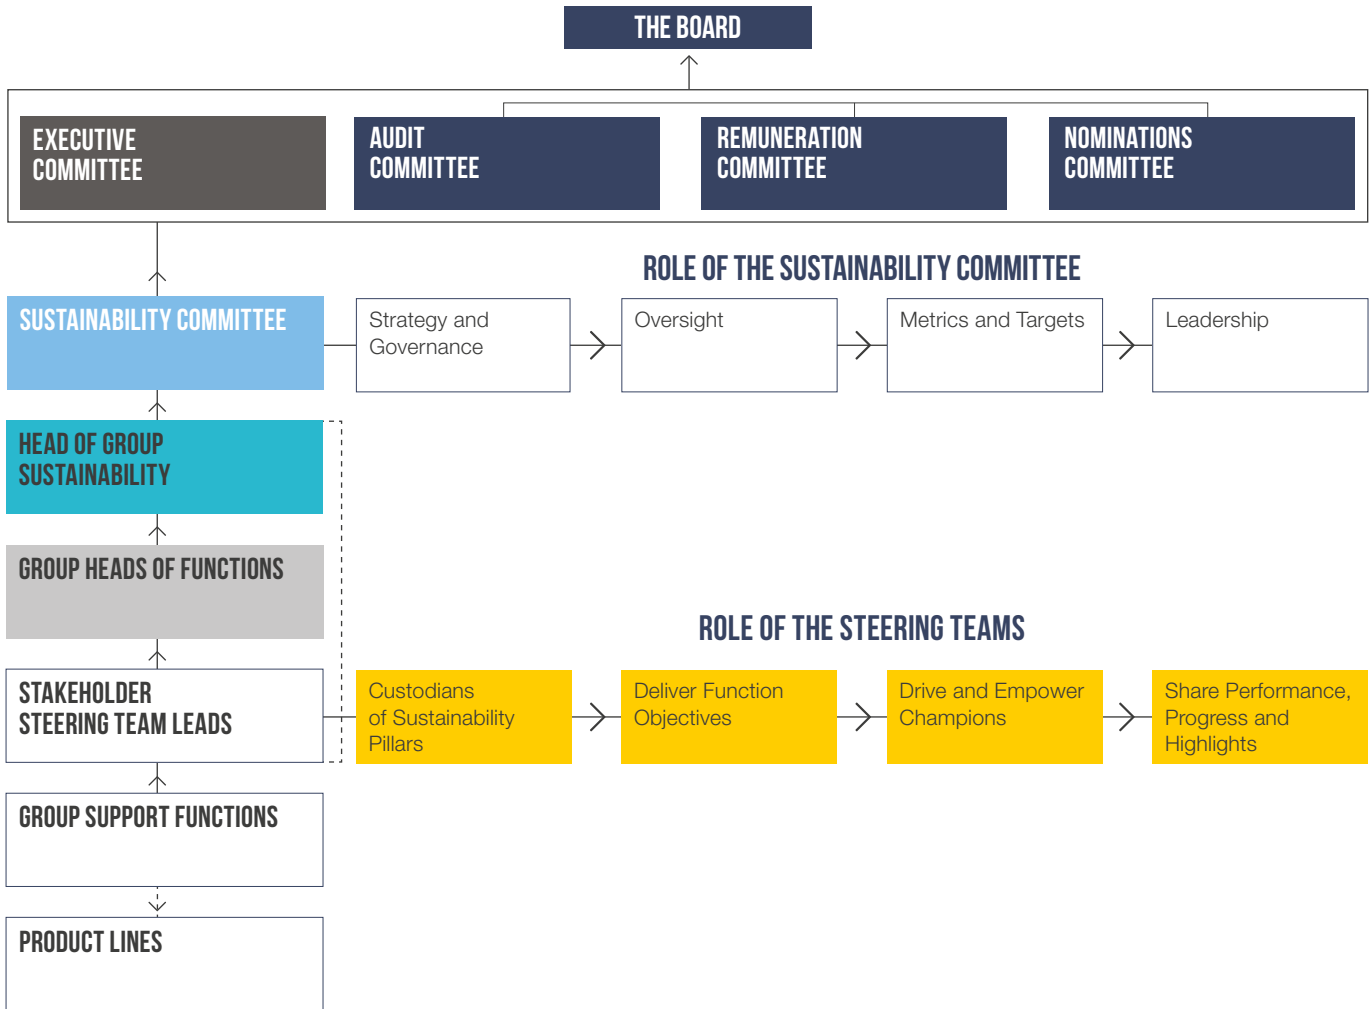 THE BOARD
EXECUTIVE
COMMITTEE
AUDIT
COMMITTEE
REMUNERATION
COMMITTEE
NOMINATIONS
COMMITTEE
ROLE OF THE SUSTAINABILITY COMMITTEE
SUSTAINABILITY COMMITTEE
Strategy and
Governance
Oversight
Metrics and Targets
Leadership
HEAD OF GROUP
SUSTAINABILITY
GROUP HEADS OF FUNCTIONS
ROLE OF THE STEERING TEAMS
STAKEHOLDER
STEERING TEAM LEADS
Custodians
of Sustainability
Pillars
Deliver Function
Objectives
Drive and Empower
Champions
Share Performance,
Progress and
Highlights
GROUP SUPPORT FUNCTIONS
PRODUCT LINES